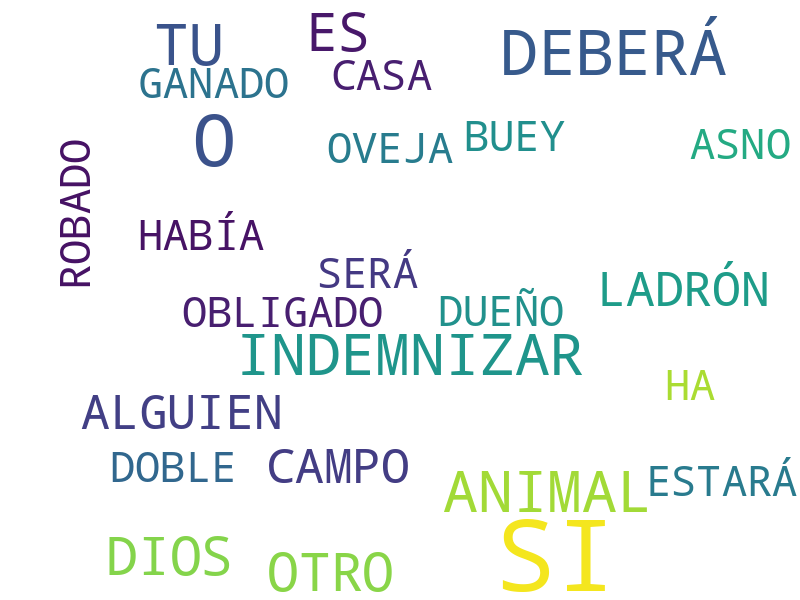 TU ES DEBERÁ
GANADO CASA
O OVEJA BUEY ASNO
ROBADO
HABÍA
SERÁ LADRÓN
OBLIGADO DUEÑO
INDEMNIZAR
HA
ALGUIEN
DOBLE CAMPO ANIMAL ESTARÁ
DIOS OTRO SI